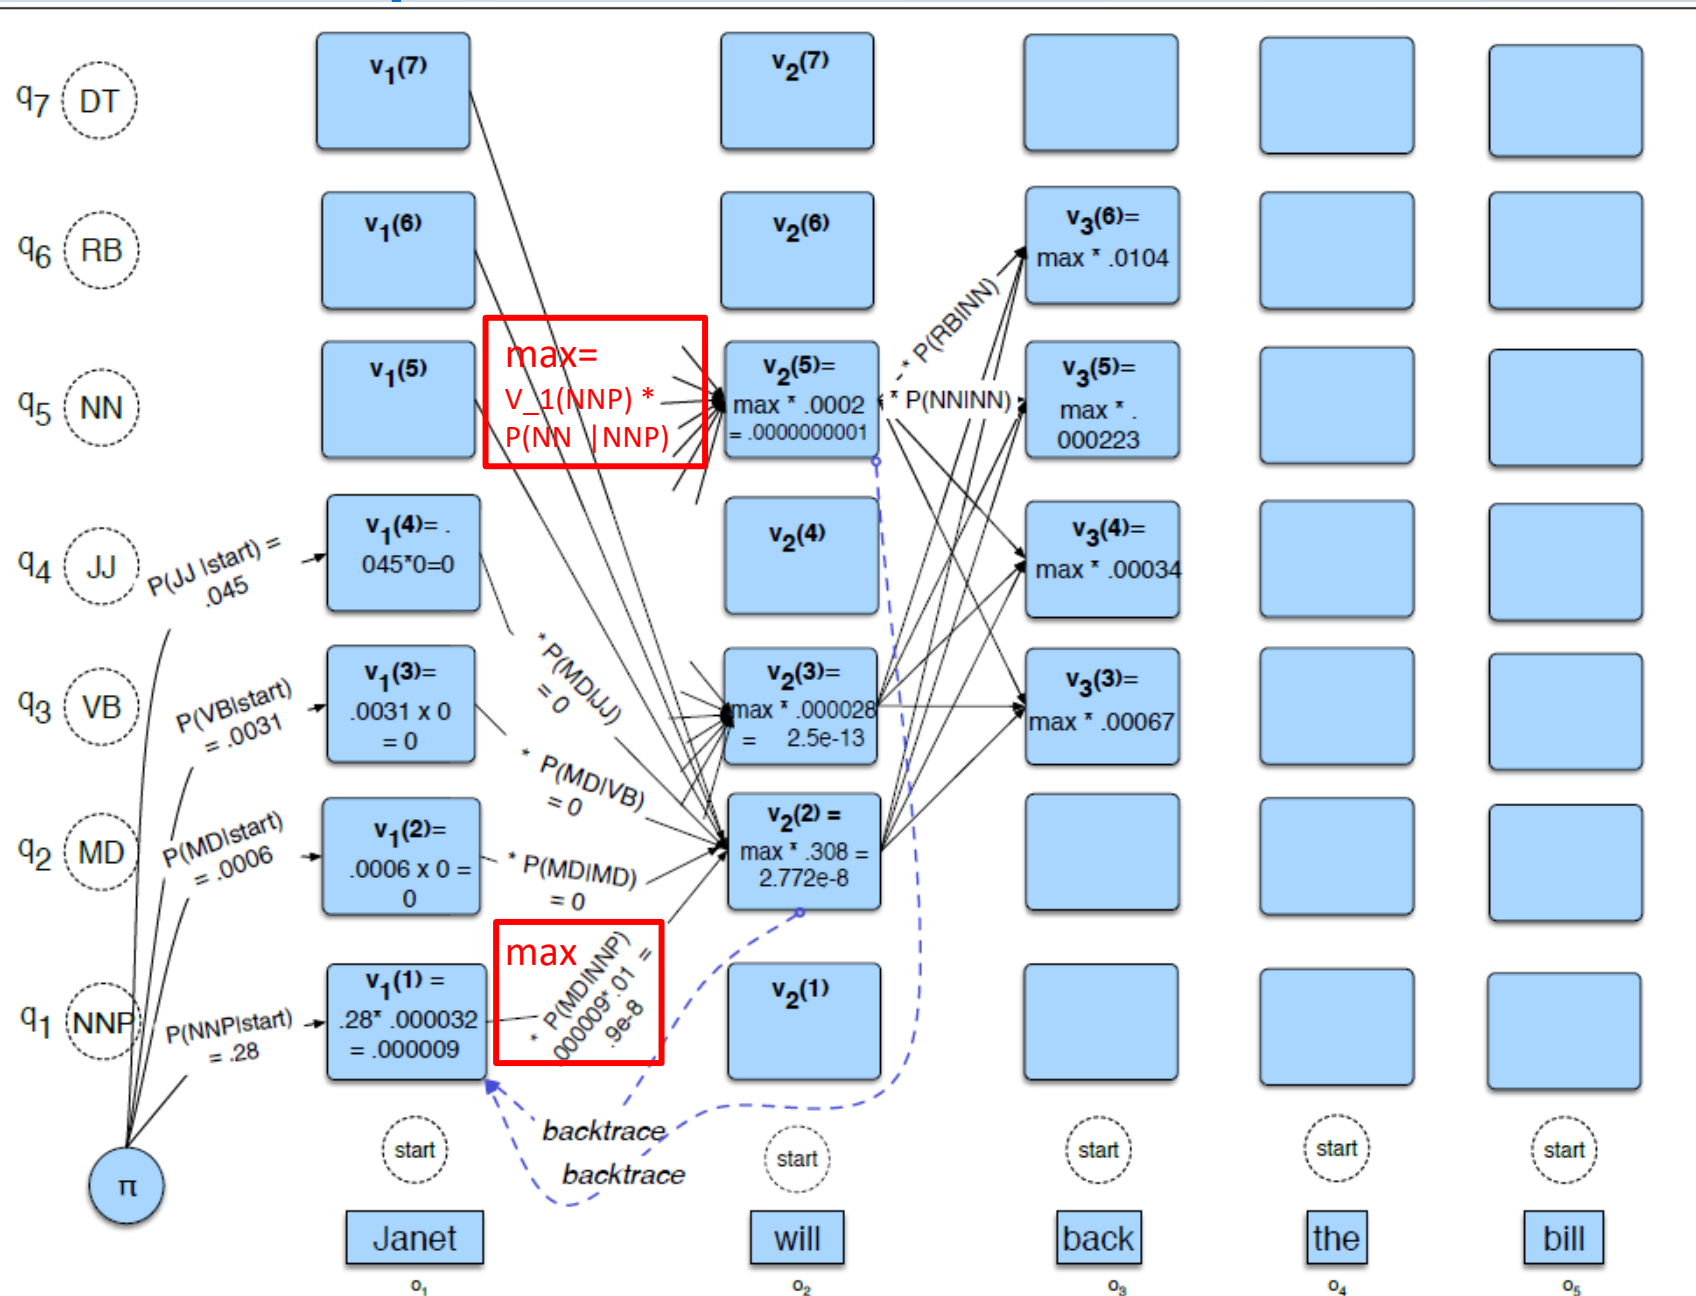 q7 DT
v1(7)
v2(7)
q6 RB
v1(6)
v2(6)
v3(6)=
max * .0104
* P(RB|NN)
q5 NN
v1(5)
max=
V_1(NNP) *
P(NN |NNP)
v2(5)=
max * .0002
= .0000000001
* P(NN|NN)
v3(5)=
max * .
000223
q4 JJ
P(JJ |start) =
.045
v1(4)= .
045*0=0
* P(MD|JJ)
= 0
v2(4)
v3(4)=
max * .00034
q3 VB
P(VB|start)
= .0031
v1(3)=
.0031 x 0
= 0
* P(MD|VB)
= 0
v2(3)=
max * .000028
= 2.5e-13
v3(3)=
max * .00067
q2 MD
P(MD|start)
= .0006
v1(2)=
.0006 x 0 =
0
* P(MD|MD)
= 0
v2(2) =
max * .308 =
2.772e-8
q1 NNP
P(NNP|start)
= .28
v1(1) =
.28* .000032
= .000009
max
* P(MD|NNP)
.000009*.01 =
.9e-8
v2(1)
backtrace
backtrace
π
start
start
start
start
start
Janet
will
back
the
bill
o1
o2
o3
o4
o5